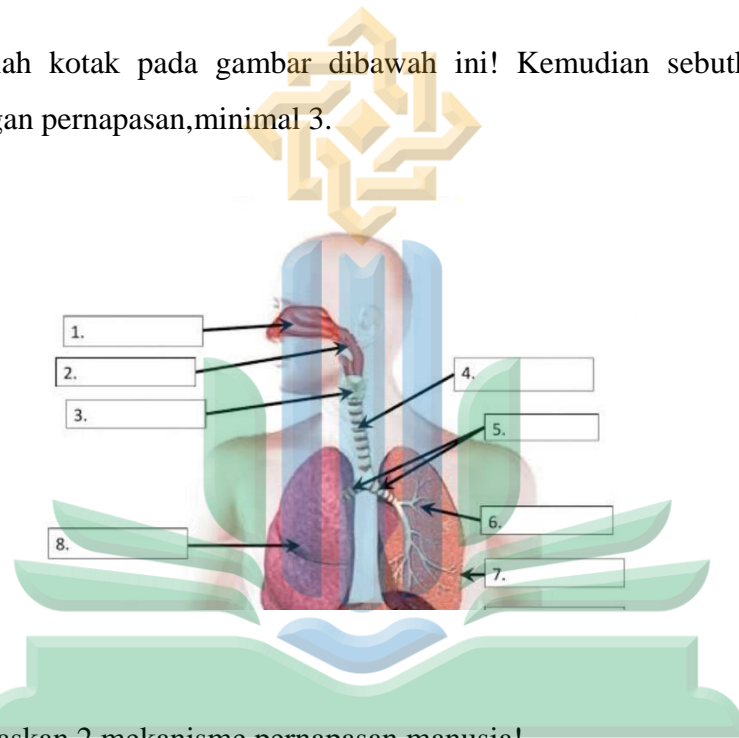 lah kotak pada gambar dibawah ini! Kemudian sebutk
gan pernapasan,minimal 3.
1.
2.
3.
4.
5.
6.
7.
8.
askan 2 mekanisme pernapasan manusia!